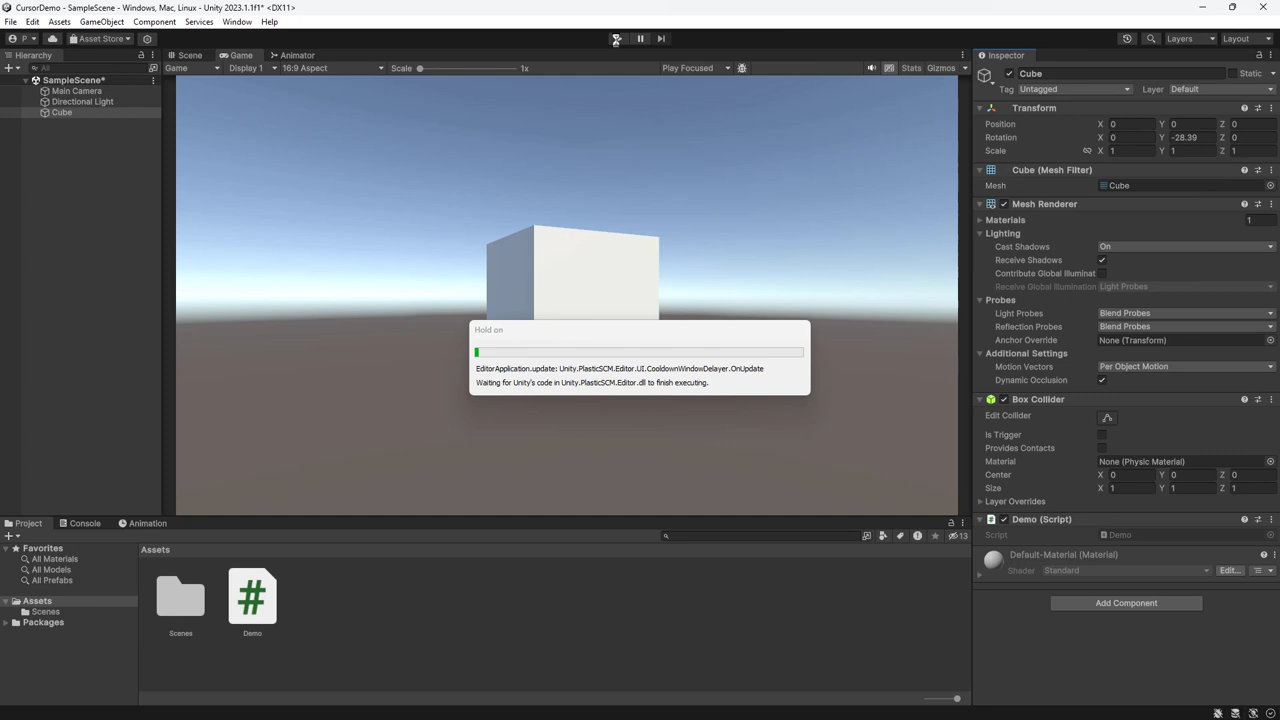 CursorDemo - SampleScene - Windows, Mac, Linux - Unity 2023.1.1f1* <DX11>
File Edit Assets GameObject Component Services Window Help
P Asset Store Layers Layout
Hierarchy Scene Game Animator Inspector
All Game Display 1 16:9 Aspect Scale 1x Play Focused Stats Gizmos Cube Static
SampleScene*
Main Camera
Directional Light
Cube
Tag Untagged Layer Default
Transform
Position X 0 Y 0 Z 0
Rotation X 0 Y -28.39 Z 0
Scale X 1 Y 1 Z 1
Cube (Mesh Filter)
Mesh Cube
Mesh Renderer
Materials 1
Lighting
Cast Shadows On
Receive Shadows
Contribute Global Illuminat
Receive Global Illumination Light Probes
Probes
Light Probes Blend Probes
Reflection Probes Blend Probes
Anchor Override None (Transform)
Additional Settings
Motion Vectors Per Object Motion
Dynamic Occlusion
Hold on
EditorApplication.update: Unity.PlasticSCM.Editor.UI.CooldownWindowDelayer.OnUpdate
Waiting for Unity's code in Unity.PlasticSCM.Editor.dll to finish executing.
Box Collider
Edit Collider
Is Trigger
Provides Contacts
Material None (Physic Material)
Center X 0 Y 0 Z 0
Size X 1 Y 1 Z 1
Layer Overrides
# Demo (Script)
Script Demo
Default-Material (Material)
Shader Standard Edit...
Add Component
Project Console Animation
13
Favorites
All Materials
All Models
All Prefabs
Assets
Scenes
Packages
Assets
#
Scenes Demo